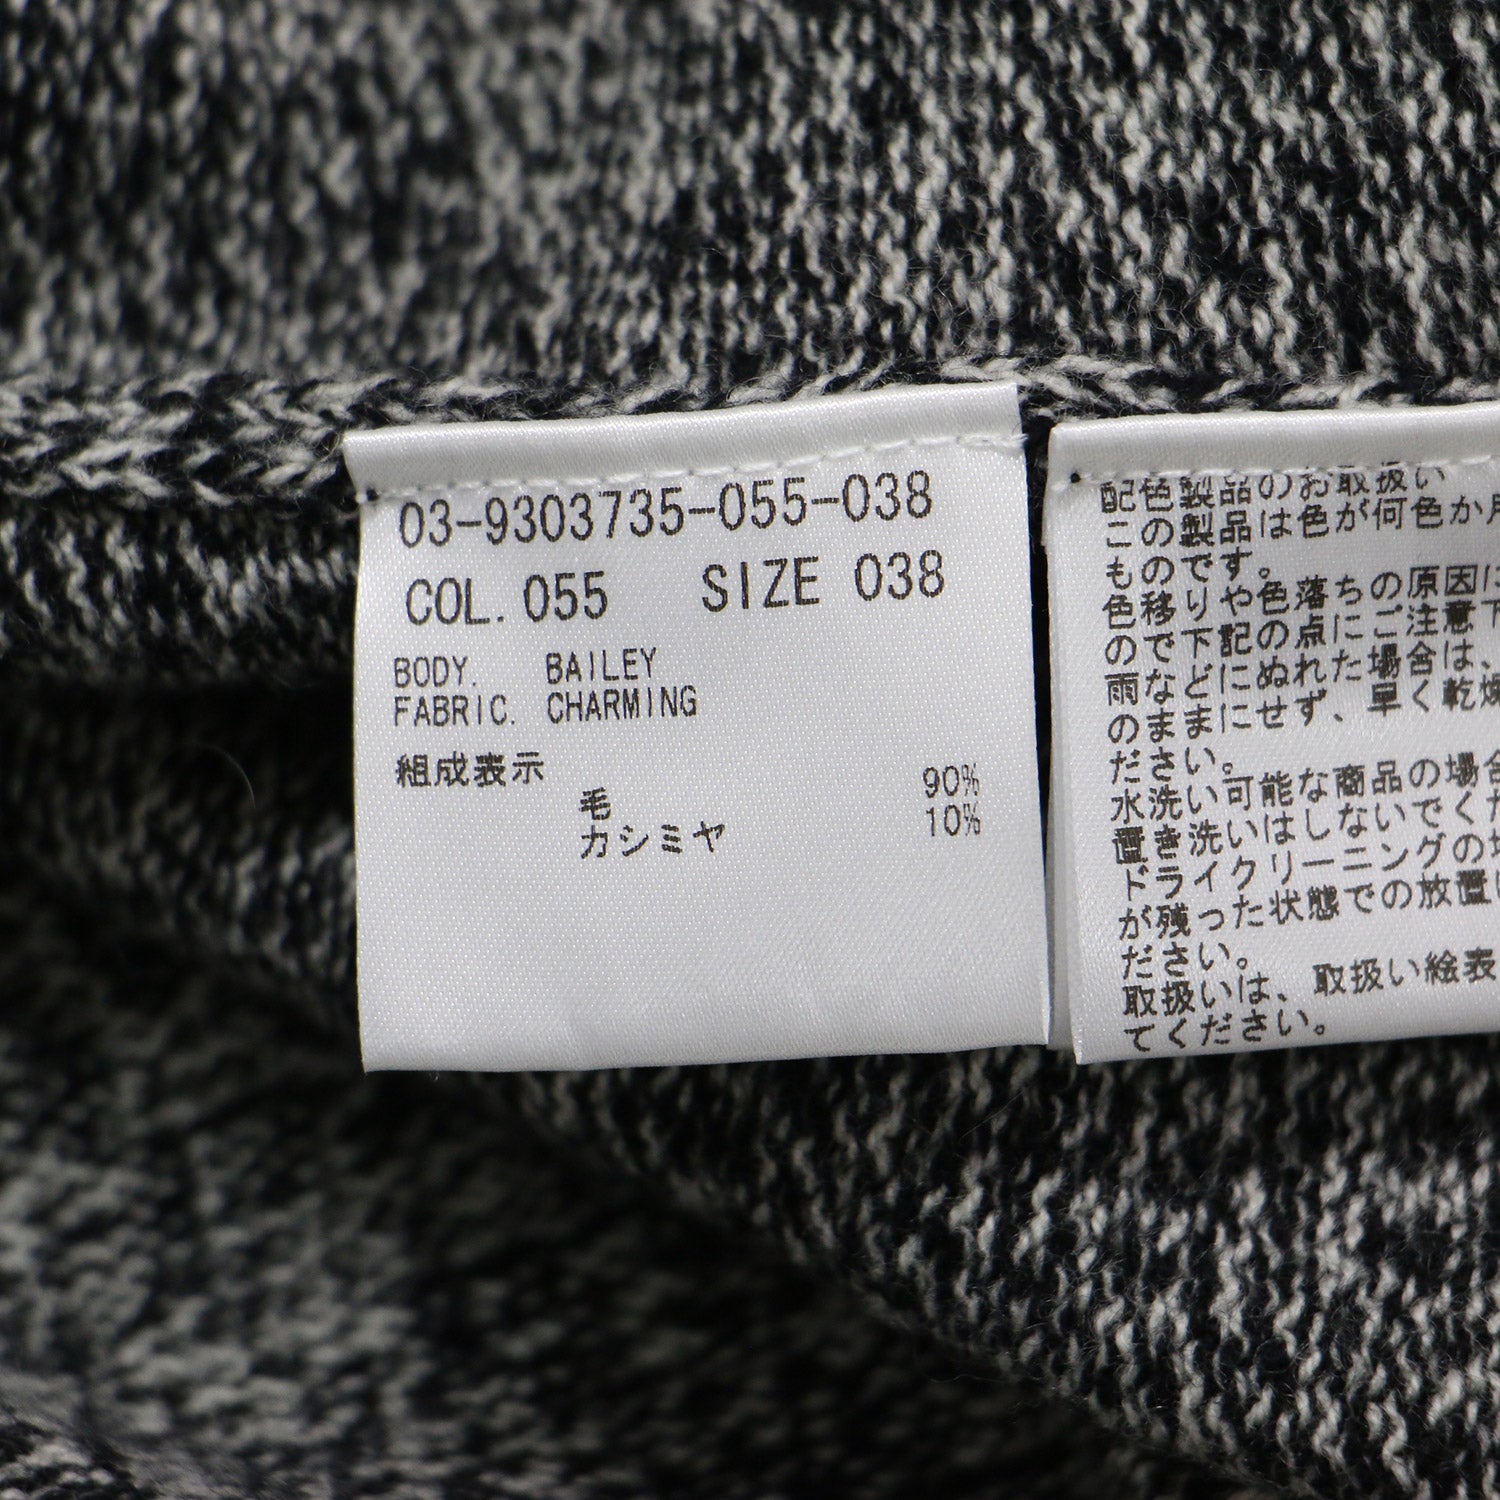 03-9303735-055-038
COL. 055 SIZE 038
BODY. BAILEY
FABRIC. CHARMING
組成表示
毛 90%
カシミヤ 10%
配色製品のお取扱い
この製品は色が何色か
ものです。
色移りや色落ちの原因に
ので下記の点にご注意下
雨などにぬれた場合は、
のままにせず、早く乾燥
ださい。
水洗い可能な商品の場合
置き洗いはしないでくだ
ドライクリーニングの場
が残った状態での放置は
ださい。
取扱いは、取扱い絵表
てください。